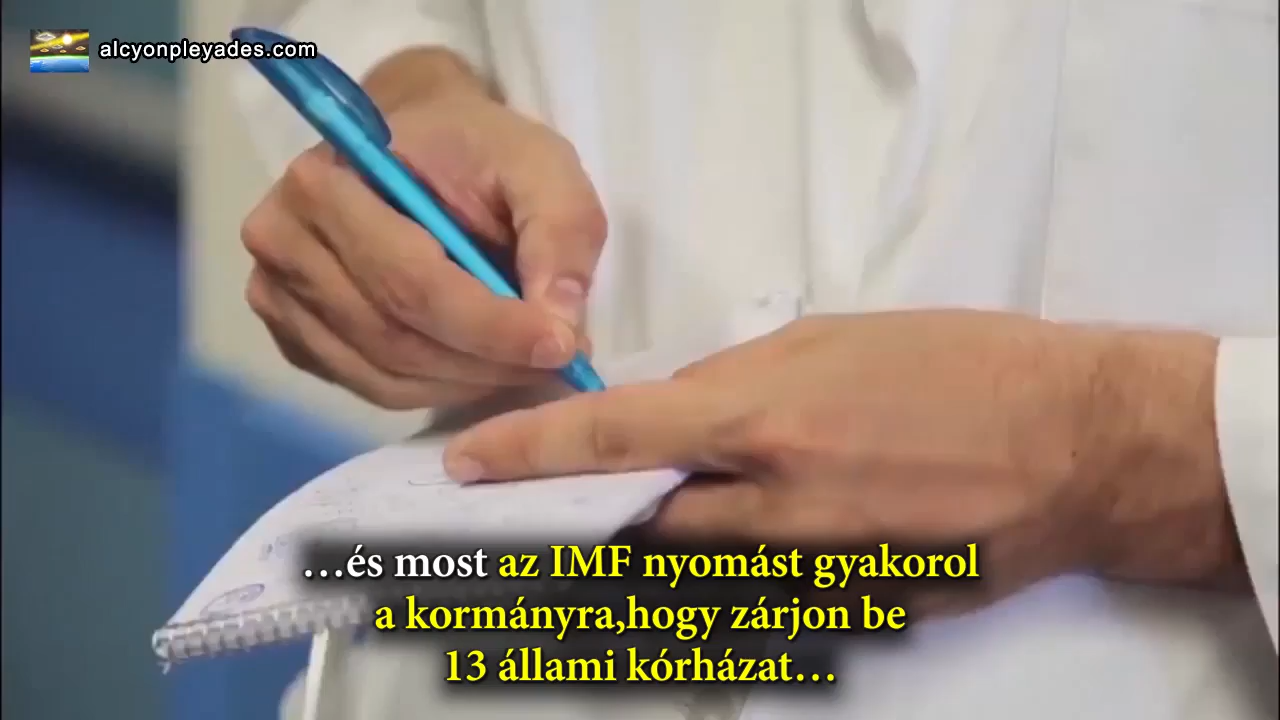 alcyonpleyades.com
...és most az IMF nyomást gyakorol
a kormányra,hogy zárjon be
13 állami kórházat...